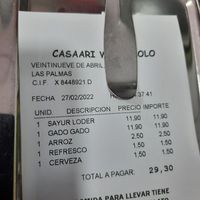 CASAARI Y OLO
VEINTINUEVE DE ABRIL
LAS PALMAS
C.I.F. X 8448921.D
FECHA 27/02/2022 37.41
UNID. DESCRIPCION PRECIO IMPORTE
1 SAYUR LODER 11,90 11,90
1 GADO GADO 11,90 11,90
1 ARROZ 2,50 2,50
1 REFRESCO 1,50 1,50
1 CERVEZA 1,50 1,50
TOTAL A PAGAR: 29,30
PARA LLEVAR TIENE